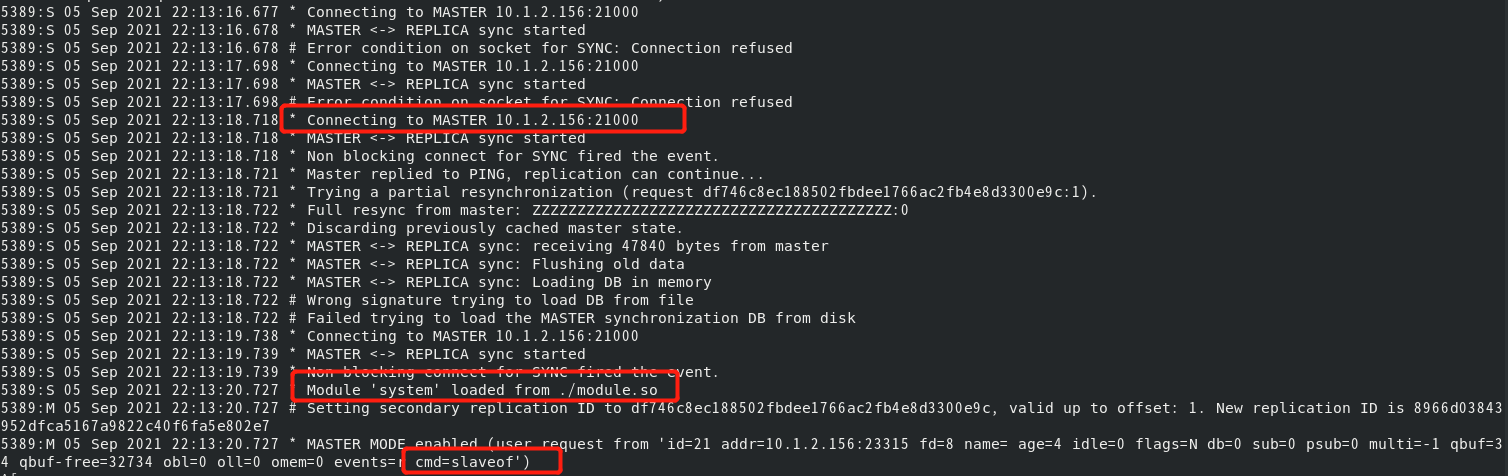 5389:S 05 Sep 2021 22:13:16.677 * Connecting to MASTER 10.1.2.156:21000
5389:S 05 Sep 2021 22:13:16.678 * MASTER <-> REPLICA sync started
5389:S 05 Sep 2021 22:13:16.678 # Error condition on socket for SYNC: Connection refused
5389:S 05 Sep 2021 22:13:17.698 * Connecting to MASTER 10.1.2.156:21000
5389:S 05 Sep 2021 22:13:17.698 * MASTER <-> REPLICA sync started
5389:S 05 Sep 2021 22:13:17.698 # Error condition on socket for SYNC: Connection refused
5389:S 05 Sep 2021 22:13:18.718 * Connecting to MASTER 10.1.2.156:21000
5389:S 05 Sep 2021 22:13:18.718 * MASTER <-> REPLICA sync started
5389:S 05 Sep 2021 22:13:18.718 * Non blocking connect for SYNC fired the event.
5389:S 05 Sep 2021 22:13:18.721 * Master replied to PING, replication can continue...
5389:S 05 Sep 2021 22:13:18.721 * Trying a partial resynchronization (request df746c8ec188502fbdee1766ac2fb4e8d3300e9c:1).
5389:S 05 Sep 2021 22:13:18.722 * Full resync from master: ZZZZZZZZZZZZZZZZZZZZZZZZZZZZZZZZZZZZZZZZ:0
5389:S 05 Sep 2021 22:13:18.722 * Discarding previously cached master state.
5389:S 05 Sep 2021 22:13:18.722 * MASTER <-> REPLICA sync: receiving 47840 bytes from master
5389:S 05 Sep 2021 22:13:18.722 * MASTER <-> REPLICA sync: Flushing old data
5389:S 05 Sep 2021 22:13:18.722 * MASTER <-> REPLICA sync: Loading DB in memory
5389:S 05 Sep 2021 22:13:18.722 # Wrong signature trying to load DB from file
5389:S 05 Sep 2021 22:13:18.722 # Failed trying to load the MASTER synchronization DB from disk
5389:S 05 Sep 2021 22:13:19.738 * Connecting to MASTER 10.1.2.156:21000
5389:S 05 Sep 2021 22:13:19.739 * MASTER <-> REPLICA sync started
5389:S 05 Sep 2021 22:13:19.739 * Non blocking connect for SYNC fired the event.
5389:S 05 Sep 2021 22:13:20.727 * Module 'system' loaded from ./module.so
5389:M 05 Sep 2021 22:13:20.727 # Setting secondary replication ID to df746c8ec188502fbdee1766ac2fb4e8d3300e9c, valid up to offset: 1. New replication ID is 8966d03843
952dfca5167a9822c40f6fa5e802e7
5389:M 05 Sep 2021 22:13:20.727 * MASTER MODE enabled (user request from 'id=21 addr=10.1.2.156:23315 fd=8 name= age=4 idle=0 flags=N db=0 sub=0 psub=0 multi=-1 qbuf=3
4 qbuf-free=32734 obl=0 oll=0 omem=0 events=r cmd=slaveof')